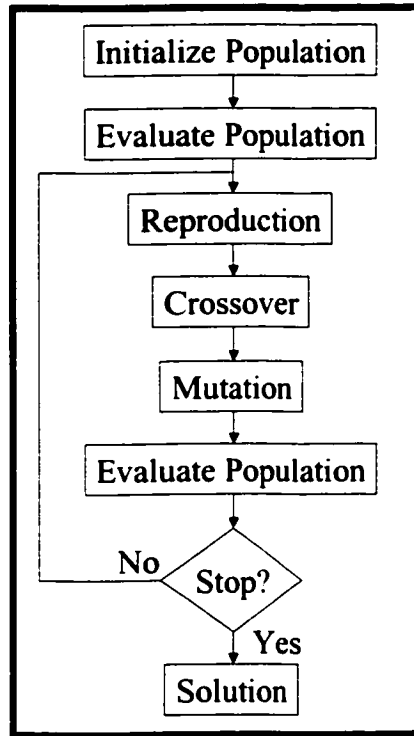 Initialize Population
Evaluate Population
Reproduction
Crossover
Mutation
Evaluate Population
No
Stop?
Yes
Solution